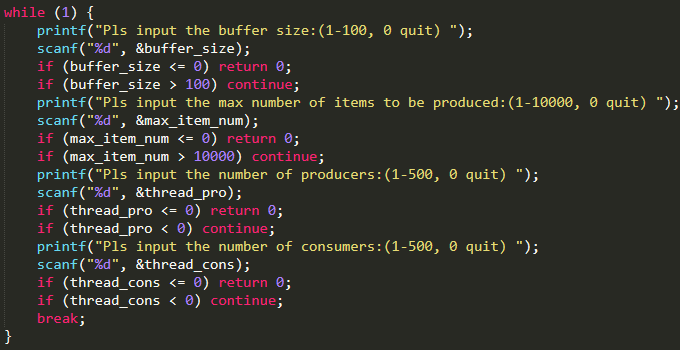 while (1) {
    printf("Pls input the buffer size:(1-100, 0 quit) ");
    scanf("%d", &buffer_size);
    if (buffer_size <= 0) return 0;
    if (buffer_size > 100) continue;
    printf("Pls input the max number of items to be produced:(1-10000, 0 quit) ");
    scanf("%d", &max_item_num);
    if (max_item_num <= 0) return 0;
    if (max_item_num > 10000) continue;
    printf("Pls input the number of producers:(1-500, 0 quit) ");
    scanf("%d", &thread_pro);
    if (thread_pro <= 0) return 0;
    if (thread_pro < 0) continue;
    printf("Pls input the number of consumers:(1-500, 0 quit) ");
    scanf("%d", &thread_cons);
    if (thread_cons <= 0) return 0;
    if (thread_cons < 0) continue;
    break;
}